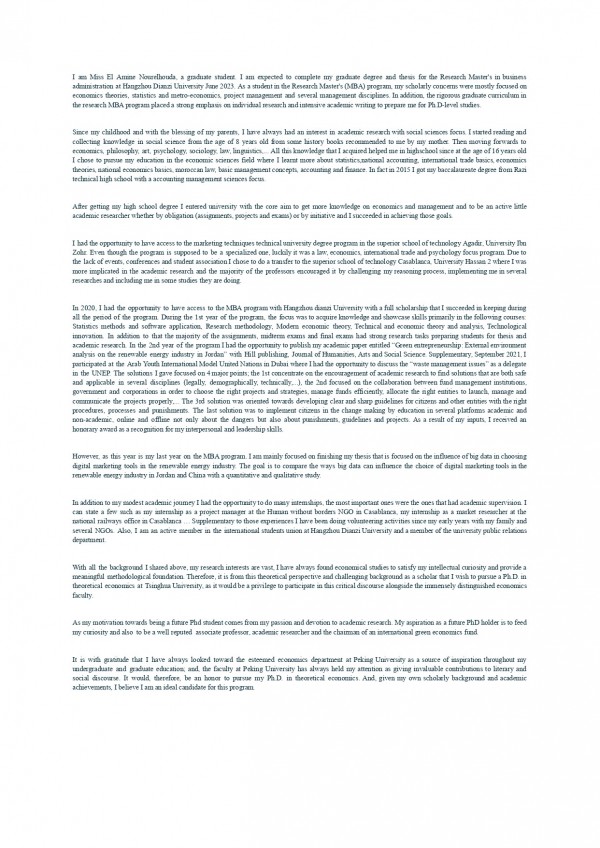 I am Miss El Amine Nourelhouda, a graduate student. I am expected to complete my graduate degree and thesis for the Research Master's in business
administration at Hangzhou Dianzi University June 2023. As a student in the Research Master's (MBA) program, my scholarly concerns were mostly focused on
economics theories, statistics and metro-economics, project management and several management disciplines. In addition, the rigorous graduate curriculum in
the research MBA program placed a strong emphasis on individual research and intensive academic writing to prepare me for Ph.D-level studies.
Since my childhood and with the blessing of my parents, I have always had an interest in academic research with social sciences focus. I started reading and
collecting knowledge in social science from the age of 8 years old from some history books recommended to me by my mother. Then moving forwards to
economics, philosophy, art, psychology, sociology, law, linguistics,... All this knowledge that I acquired helped me in highschool since at the age of 16 years old
I chose to pursue my education in the economic sciences field where I learnt more about statistics,national accounting, international trade basics, economics
theories, national economics basics, moroccan law, basic management concepts, accounting and finance. In fact in 2015 I got my baccalaureate degree from Razi
technical high school with a accounting management sciences focus.
After getting my high school degree I entered university with the core aim to get more knowledge on economics and management and to be an active little
academic researcher whether by obligation (assignments, projects and exams) or by initiative and I succeeded in achieving those goals.
I had the opportunity to have access to the marketing techniques technical university degree program in the superior school of technology Agadir, University Ibn
Zohr. Even though the program is supposed to be a specialized one, luckily it was a law, economics, international trade and psychology focus program. Due to
the lack of events, conferences and student association I chose to do a transfer to the superior school of technology Casablanca, University Hassan 2 where I was
more implicated in the academic research and the majority of the professors encouraged it by challenging my reasoning process, implementing me in several
researches and including me in some studies they are doing.
In 2020, I had the opportunity to have access to the MBA program with Hangzhou dianzi University with a full scholarship that I succeeded in keeping during
all the period of the program. During the 1st year of the program, the focus was to acquire knowledge and showcase skills primarily in the following courses:
Statistics methods and software application, Research methodology, Modern economic theory, Technical and economic theory and analysis, Technological
innovation. In addition to that the majority of the assignments, midterm exams and final exams had strong research tasks preparing students for thesis and
academic research. In the 2nd year of the program I had the opportunity to publish my academic paper entitled “Green entrepreneurship: External environment
analysis on the renewable energy industry in Jordan” with Hill publishing, Journal of Humanities, Arts and Social Science. Supplementary, September 2021, I
participated at the Arab Youth International Model United Nations in Dubai where I had the opportunity to discuss the “waste management issues” as a delegate
in the UNEP. The solutions I gave focused on 4 major points; the 1st concentrate on the encouragement of academic research to find solutions that are both safe
and applicable in several disciplines (legally, demographically, technically,...), the 2nd focused on the collaboration between fund management institutions,
government and corporations in order to choose the right projects and strategies, manage funds efficiently, allocate the right entities to launch, manage and
communicate the projects properly,... The 3rd solution was oriented towards developing clear and sharp guidelines for citizens and other entities with the right
procedures, processes and punishments. The last solution was to implement citizens in the change making by education in several platforms academic and
non-academic, online and offline not only about the dangers but also about punishments, guidelines and projects. As a result of my inputs, I received an
honorary award as a recognition for my interpersonal and leadership skills.
However, as this year is my last year on the MBA program. I am mainly focused on finishing my thesis that is focused on the influence of big data in choosing
digital marketing tools in the renewable energy industry. The goal is to compare the ways big data can influence the choice of digital marketing tools in the
renewable energy industry in Jordan and China with a quantitative and qualitative study.
In addition to my modest academic journey I had the opportunity to do many internships, the most important ones were the ones that had academic supervision. I
can state a few such as my internship as a project manager at the Human without borders NGO in Casablanca, my internship as a market researcher at the
national railways office in Casablanca ... Supplementary to those experiences I have been doing volunteering activities since my early years with my family and
several NGOs. Also, I am an active member in the international students union at Hangzhou Dianzi University and a member of the university public relations
department.
With all the background I shared above, my research interests are vast, I have always found economical studies to satisfy my intellectual curiosity and provide a
meaningful methodological foundation. Therefore, it is from this theoretical perspective and challenging background as a scholar that I wish to pursue a Ph.D. in
theoretical economics at Tsinghua University, as it would be a privilege to participate in this critical discourse alongside the immensely distinguished economics
faculty.
As my motivation towards being a future Phd student comes from my passion and devotion to academic research. My aspiration as a future PhD holder is to feed
my curiosity and also to be a well reputed associate professor, academic researcher and the chairman of an international green economics fund.
It is with gratitude that I have always looked toward the esteemed economics department at Peking University as a source of inspiration throughout my
undergraduate and graduate education; and, the faculty at Peking University has always held my attention as giving invaluable contributions to literary and
social discourse. It would, therefore, be an honor to pursue my Ph.D. in theoretical economics. And, given my own scholarly background and academic
achievements, I believe I am an ideal candidate for this program.